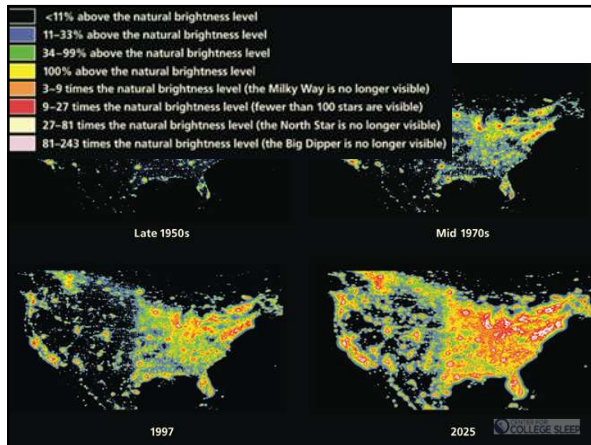 <11% above the natural brightness level
11–33% above the natural brightness level
34–99% above the natural brightness level
100% above the natural brightness level
3–9 times the natural brightness level (the Milky Way is no longer visible)
9–27 times the natural brightness level (fewer than 100 stars are visible)
27–81 times the natural brightness level (the North Star is no longer visible)
81–243 times the natural brightness level (the Big Dipper is no longer visible)
Late 1950s
Mid 1970s
1997
2025
CENTER FOR
COLLEGE SLEEP